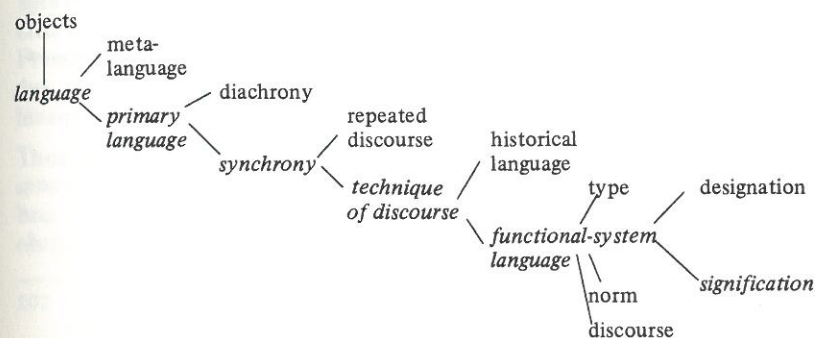 objects
meta-
language
language
primary
language
diachrony
synchrony
repeated
discourse
technique
of discourse
historical
language
type
functional-system
language
norm
discourse
designation
signification